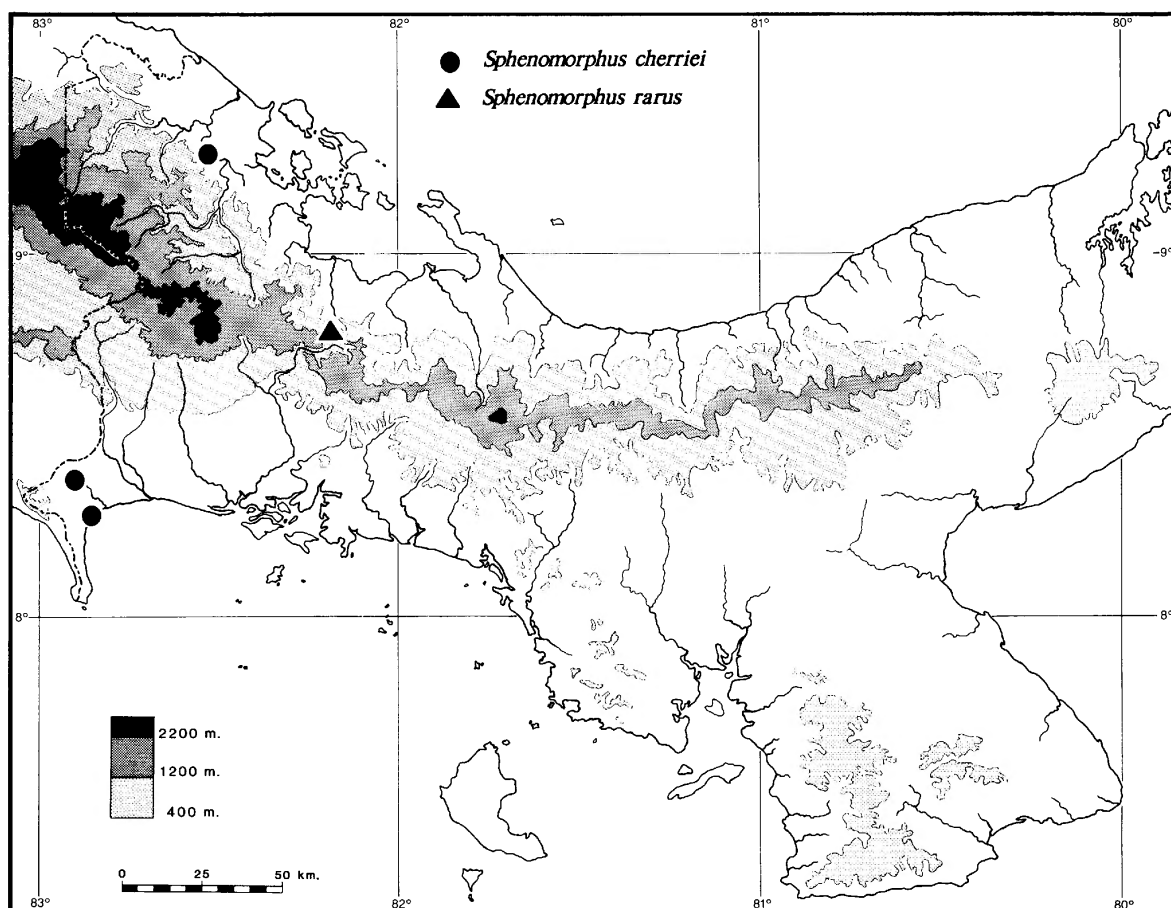 83° 82° 81° 80°
Sphenomorphus cherriei
Sphenomorphus rarus
9° 9°
8° 8°
2200 m.
1200 m.
400 m.
0 25 50 km.
83° 82° 81° 80°